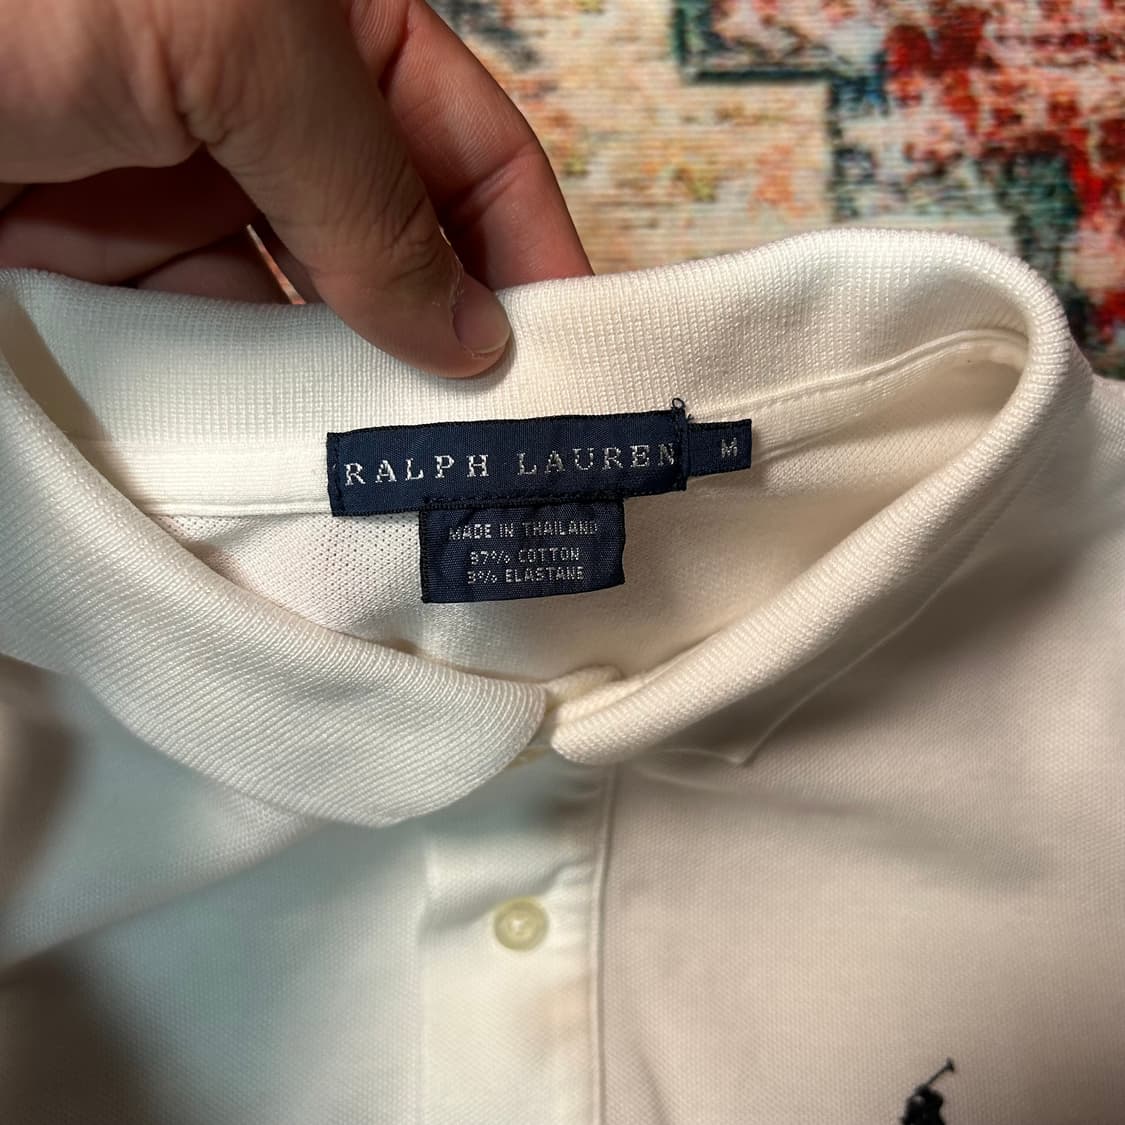 RALPH LAUREN
M
MADE IN THAILAND
97% COTTON
3% ELASTANE